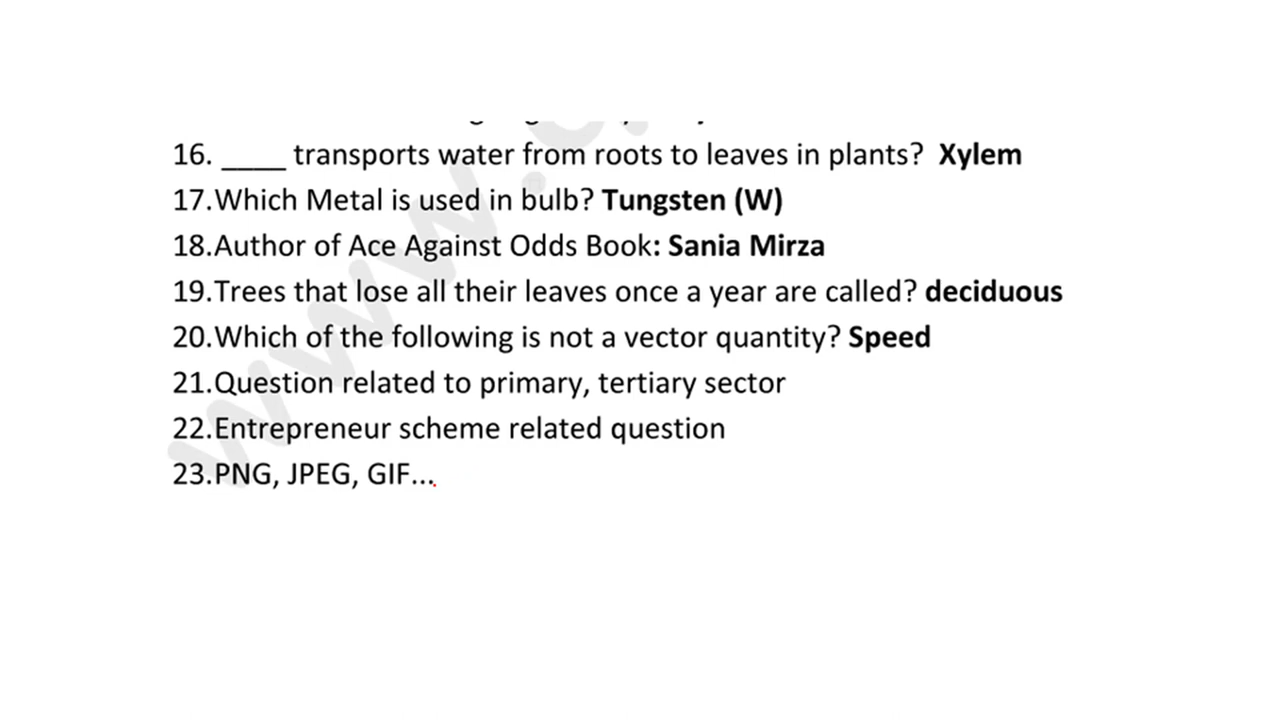 16. ____ transports water from roots to leaves in plants? Xylem
17.Which Metal is used in bulb? Tungsten (W)
18.Author of Ace Against Odds Book: Sania Mirza
19.Trees that lose all their leaves once a year are called? deciduous
20.Which of the following is not a vector quantity? Speed
21.Question related to primary, tertiary sector
22.Entrepreneur scheme related question
23.PNG, JPEG, GIF...
www.